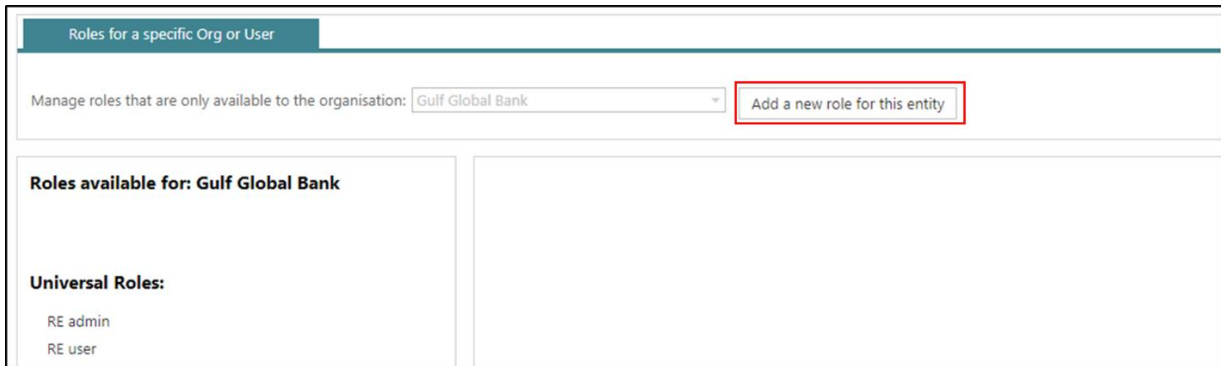 Roles for a specific Org or User
Manage roles that are only available to the organisation: Gulf Global Bank Add a new role for this entity
Roles available for: Gulf Global Bank
Universal Roles:
RE admin
RE user